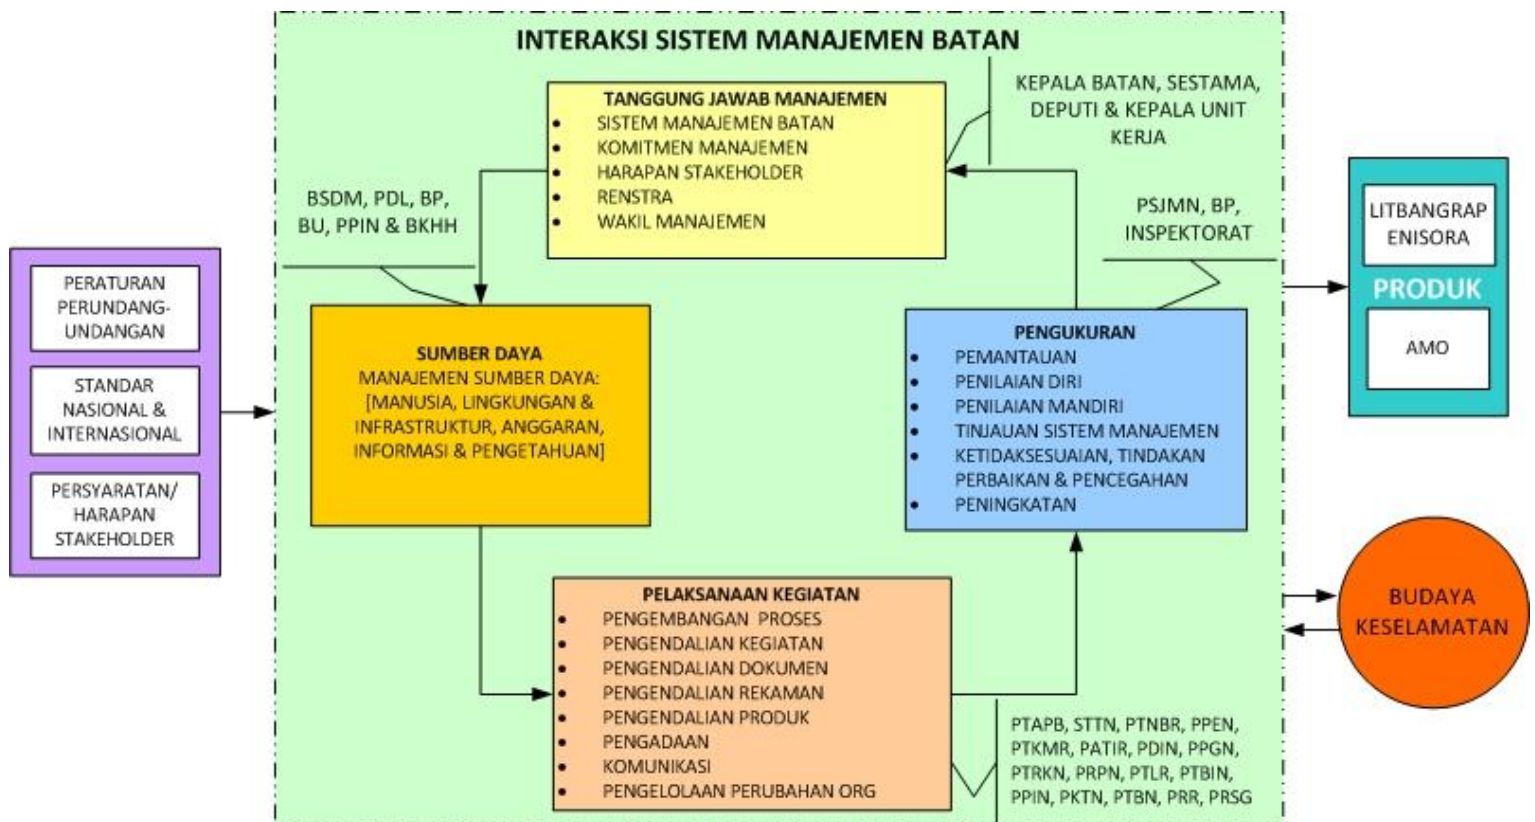 INTERAKSI SISTEM MANAJEMEN BATAN
TANGGUNG JAWAB MANAJEMEN
• SISTEM MANAJEMEN BATAN
• KOMITMEN MANAJEMEN
• HARAPAN STAKEHOLDER
• RENSTRA
• WAKIL MANAJEMEN
KEPALA BATAN, SESTAMA,
DEPUTI & KEPALA UNIT
KERJA
BSDM, PDL, BP,
BU, PPIN & BKHH
PSJMN, BP,
INSPEKTORAT
PERATURAN
PERUNDANG-
UNDANGAN
STANDAR
NASIONAL &
INTERNASIONAL
PERSYARATAN/
HARAPAN
STAKEHOLDER
SUMBER DAYA
MANAJEMEN SUMBER DAYA:
[MANUSIA, LINGKUNGAN &
INFRASTRUKTUR, ANGGARAN,
INFORMASI & PENGETAHUAN]
PENGUKURAN
• PEMANTAUAN
• PENILAIAN DIRI
• PENILAIAN MANDIRI
• TINJAUAN SISTEM MANAJEMEN
• KETIDAKSESUAIAN, TINDAKAN
PERBAIKAN & PENCEGAHAN
• PENINGKATAN
LITBANGRAP
ENISORA
PRODUK
AMO
PELAKSANAAN KEGIATAN
• PENGEMBANGAN PROSES
• PENGENDALIAN KEGIATAN
• PENGENDALIAN DOKUMEN
• PENGENDALIAN REKAMAN
• PENGENDALIAN PRODUK
• PENGADAAN
• KOMUNIKASI
• PENGELOLAAN PERUBAHAN ORG
PTAPB, STTN, PTNBR, PPEN,
PTKMR, PATIR, PDIN, PPGN,
PTRKN, PRPN, PTLR, PTBIN,
PPIN, PKTN, PTBN, PRR, PRSG
BUDAYA
KESELAMATAN